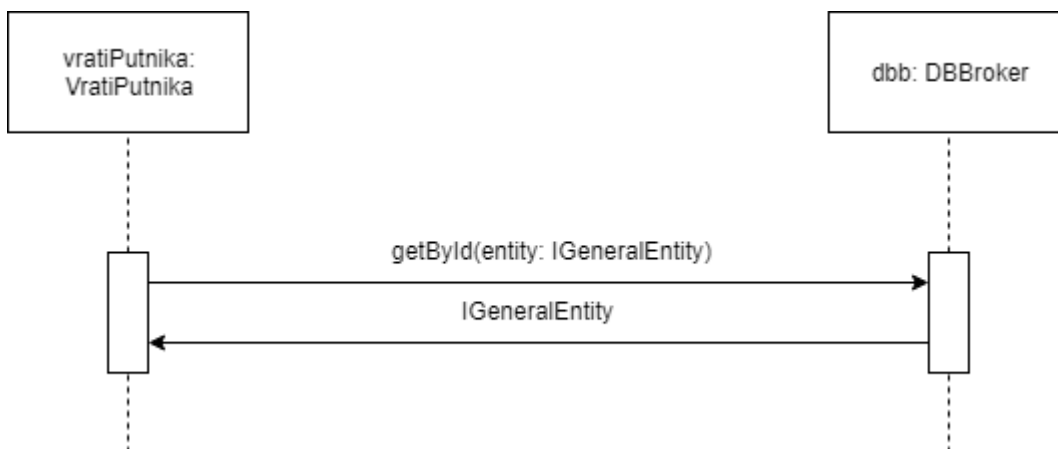 vratiPutnika:
VratiPutnika
dbb: DBBroker
getById(entity: IGeneralEntity)
IGeneralEntity